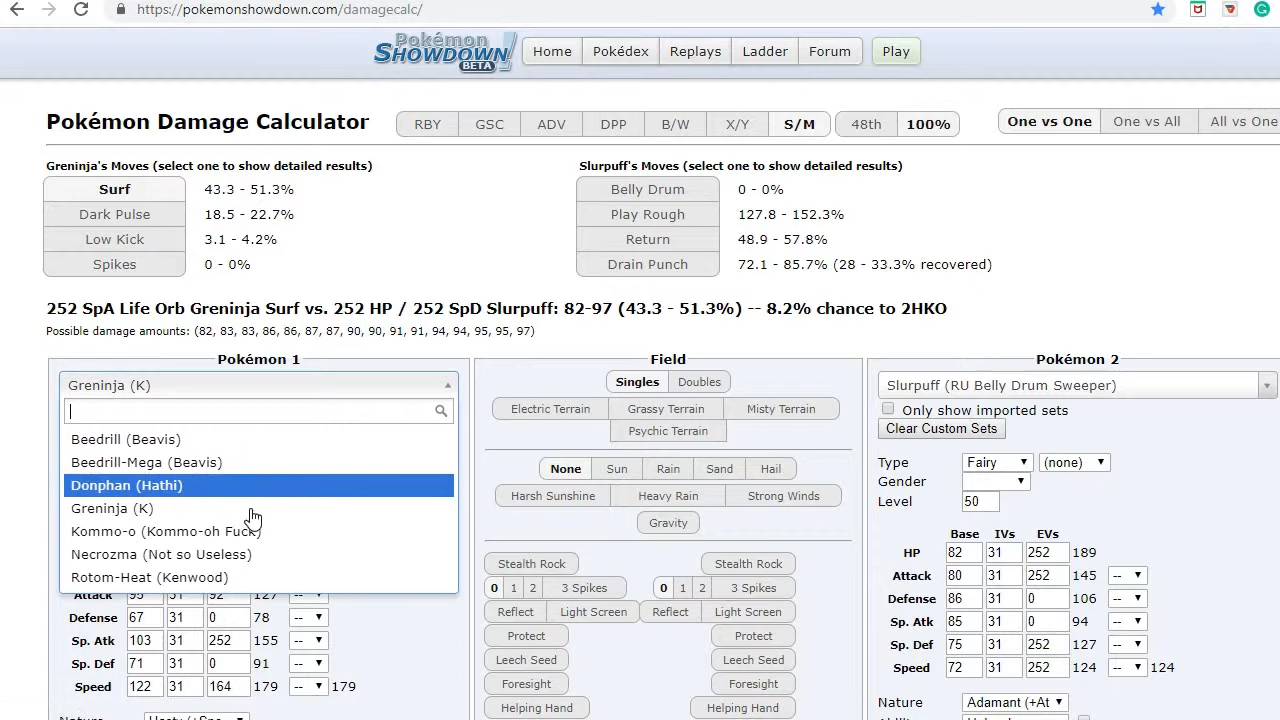 https://pokemonshowdown.com/damagecalc/
Pokémon SHOWDOWN! BETA Home Pokédex Replays Ladder Forum Play
Pokémon Damage Calculator RBY GSC ADV DPP B/W X/Y S/M 48th 100% One vs One One vs All All vs One
Greninja's Moves (select one to show detailed results) Slurpuff's Moves (select one to show detailed results)
Surf 43.3 - 51.3% Belly Drum 0 - 0%
Dark Pulse 18.5 - 22.7% Play Rough 127.8 - 152.3%
Low Kick 3.1 - 4.2% Return 48.9 - 57.8%
Spikes 0 - 0% Drain Punch 72.1 - 85.7% (28 - 33.3% recovered)
252 SpA Life Orb Greninja Surf vs. 252 HP / 252 SpD Slurpuff: 82-97 (43.3 - 51.3%) -- 8.2% chance to 2HKO
Possible damage amounts: (82, 83, 83, 86, 86, 87, 87, 90, 90, 91, 91, 94, 94, 95, 95, 97)
Pokémon 1
Greninja (K)
Beedrill (Beavis)
Beedrill-Mega (Beavis)
Donphan (Hathi)
Greninja (K)
Kommo-o (Kommo-oh Fuck)
Necrozma (Not so Useless)
Rotom-Heat (Kenwood)
Attack 95 31 92 127 --
Defense 67 31 0 78 --
Sp. Atk 103 31 252 155 --
Sp. Def 71 31 0 91 --
Speed 122 31 164 179 -- 179
Field
Singles Doubles
Electric Terrain Grassy Terrain Misty Terrain
Psychic Terrain
None Sun Rain Sand Hail
Harsh Sunshine Heavy Rain Strong Winds
Gravity
Stealth Rock Stealth Rock
0 1 2 3 Spikes 0 1 2 3 Spikes
Reflect Light Screen Reflect Light Screen
Protect Protect
Leech Seed Leech Seed
Foresight Foresight
Helping Hand Helping Hand
Pokémon 2
Slurpuff (RU Belly Drum Sweeper)
Only show imported sets
Clear Custom Sets
Type Fairy (none)
Gender
Level 50
Base IVs EVs
HP 82 31 252 189
Attack 80 31 252 145 --
Defense 86 31 0 106 --
Sp. Atk 85 31 0 94 --
Sp. Def 75 31 252 127 --
Speed 72 31 252 124 -- 124
Nature Adamant (+At